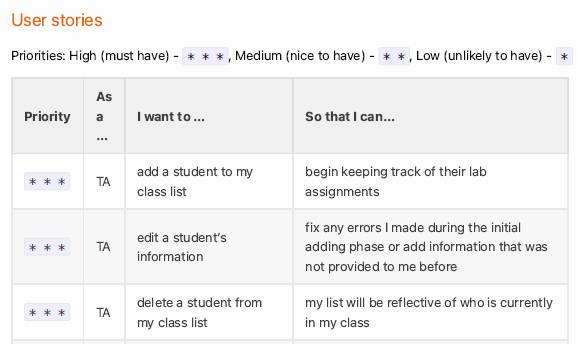 User stories
Priorities: High (must have) - * * *, Medium (nice to have) - * *, Low (unlikely to have) - *
Priority
As
a
...
I want to ...
So that I can...
* * *
TA
add a student to my
class list
begin keeping track of their lab
assignments
* * *
TA
edit a student's
information
fix any errors I made during the initial
adding phase or add information that was
not provided to me before
* * *
TA
delete a student from
my class list
my list will be reflective of who is currently
in my class